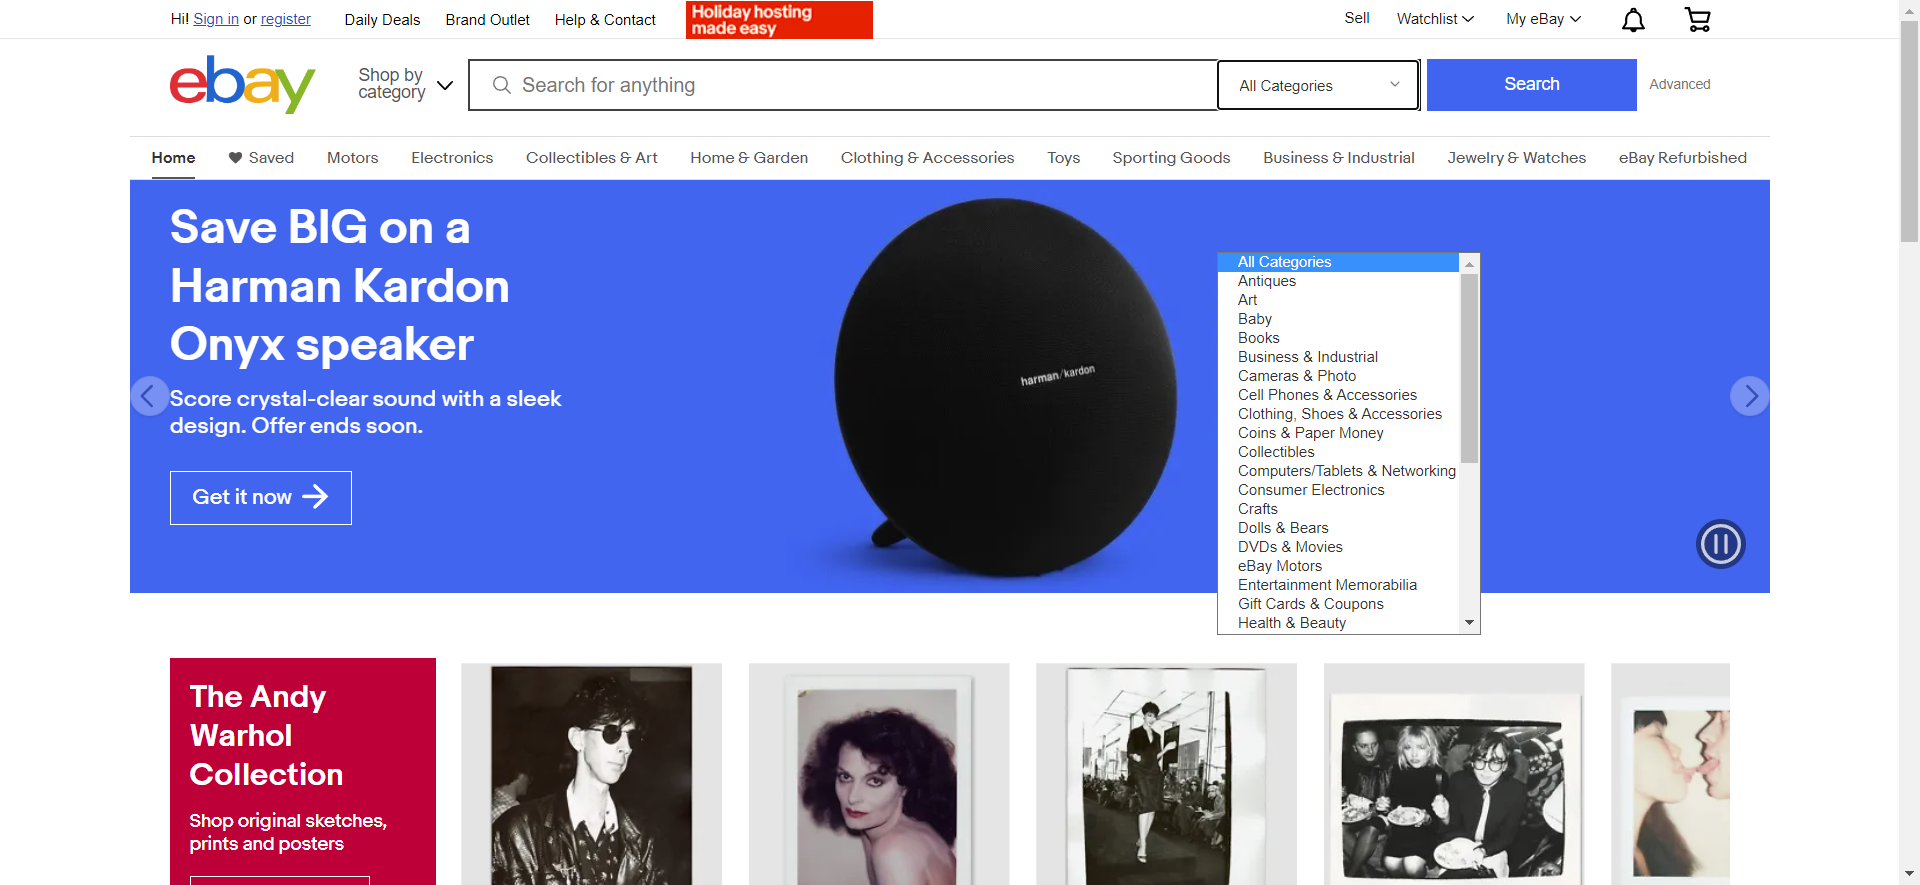 Hi! Sign in or register
Daily Deals
Brand Outlet
Help & Contact
Holiday hosting
made easy
Sell
Watchlist
My eBay
ebay
Shop by
category
Search for anything
All Categories
Search
Advanced
Home
Saved
Motors
Electronics
Collectibles & Art
Home & Garden
Clothing & Accessories
Toys
Sporting Goods
Business & Industrial
Jewelry & Watches
eBay Refurbished
Save BIG on a
Harman Kardon
Onyx speaker
Score crystal-clear sound with a sleek
design. Offer ends soon.
Get it now
harman/kardon
All Categories
Antiques
Art
Baby
Books
Business & Industrial
Cameras & Photo
Cell Phones & Accessories
Clothing, Shoes & Accessories
Coins & Paper Money
Collectibles
Computers/Tablets & Networking
Consumer Electronics
Crafts
Dolls & Bears
DVDs & Movies
eBay Motors
Entertainment Memorabilia
Gift Cards & Coupons
Health & Beauty
The Andy
Warhol
Collection
Shop original sketches,
prints and posters